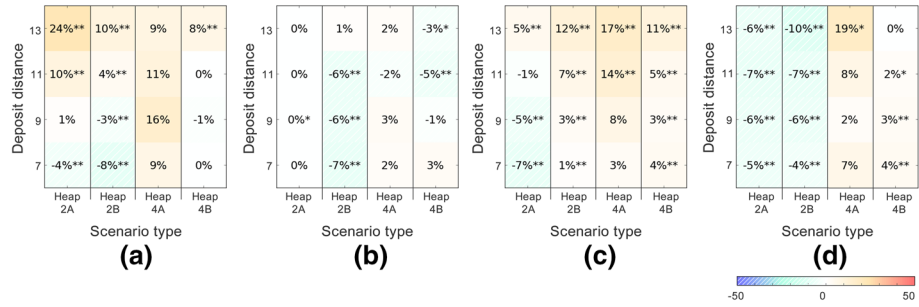 13 24%** 10%** 9% 8%**
11 10%** 4%** 11% 0%
9 1% -3%** 16% -1%
7 -4%** -8%** 9% 0%
Deposit distance
Heap 2A Heap 2B Heap 4A Heap 4B
Scenario type
(a)
13 0% 1% 2% -3%*
11 0% -6%** -2% -5%**
9 0%* -6%** 3% -1%
7 0% -7%** 2% 3%
Deposit distance
Heap 2A Heap 2B Heap 4A Heap 4B
Scenario type
(b)
13 5%** 12%** 17%** 11%**
11 -1% 7%** 14%** 5%**
9 -5%** 3%** 8% 3%**
7 -7%** 1%** 3% 4%**
Deposit distance
Heap 2A Heap 2B Heap 4A Heap 4B
Scenario type
(c)
13 -6%** -10%** 19%* 0%
11 -7%** -7%** 8% 2%*
9 -6%** -6%** 2% 3%**
7 -5%** -4%** 7% 4%**
Deposit distance
Heap 2A Heap 2B Heap 4A Heap 4B
Scenario type
(d)
-50 0 50